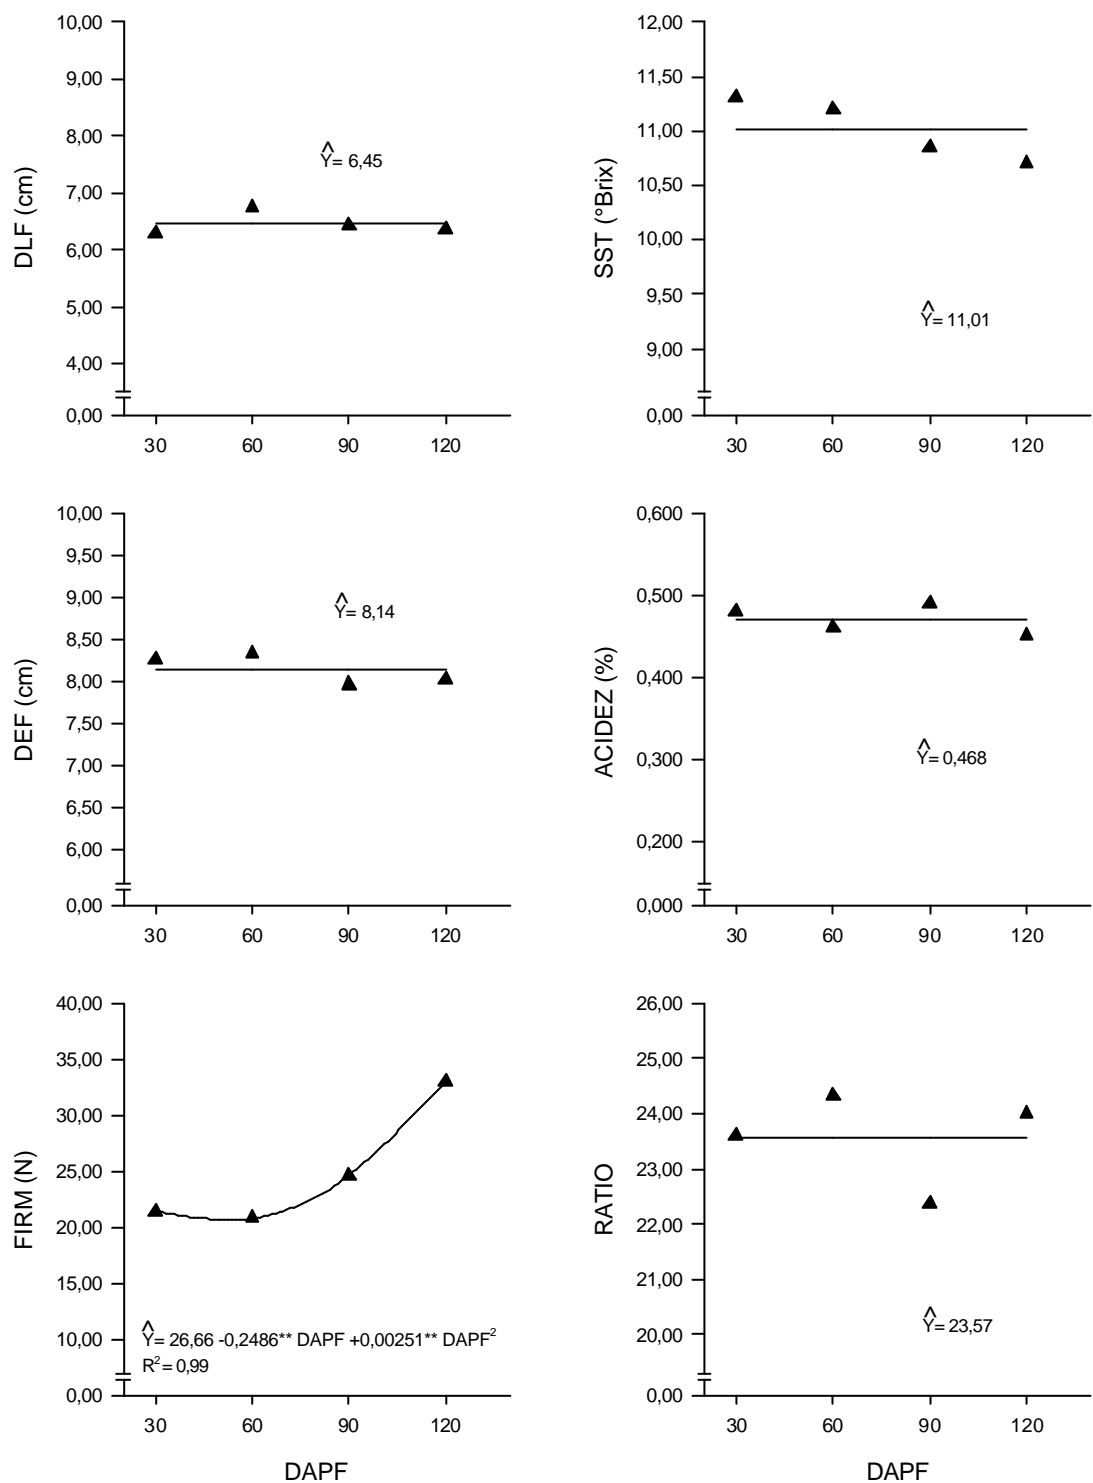 10,00
9,00
8,00
7,00
6,00
5,00
4,00
0,00
DLF (cm)
Ŷ= 6,45
30 60 90 120
12,00
11,50
11,00
10,50
10,00
9,50
9,00
0,00
SST (°Brix)
Ŷ= 11,01
30 60 90 120
10,00
9,50
9,00
8,50
8,00
7,50
7,00
6,50
6,00
0,00
DEF (cm)
Ŷ= 8,14
30 60 90 120
0,600
0,500
0,400
0,300
0,200
0,000
ACIDEZ (%)
Ŷ= 0,468
30 60 90 120
40,00
35,00
30,00
25,00
20,00
15,00
10,00
0,00
FIRM (N)
Ŷ= 26,66 -0,2486** DAPF +0,00251** DAPF²
R²= 0,99
30 60 90 120
DAPF
26,00
25,00
24,00
23,00
22,00
21,00
20,00
0,00
RATIO
Ŷ= 23,57
30 60 90 120
DAPF